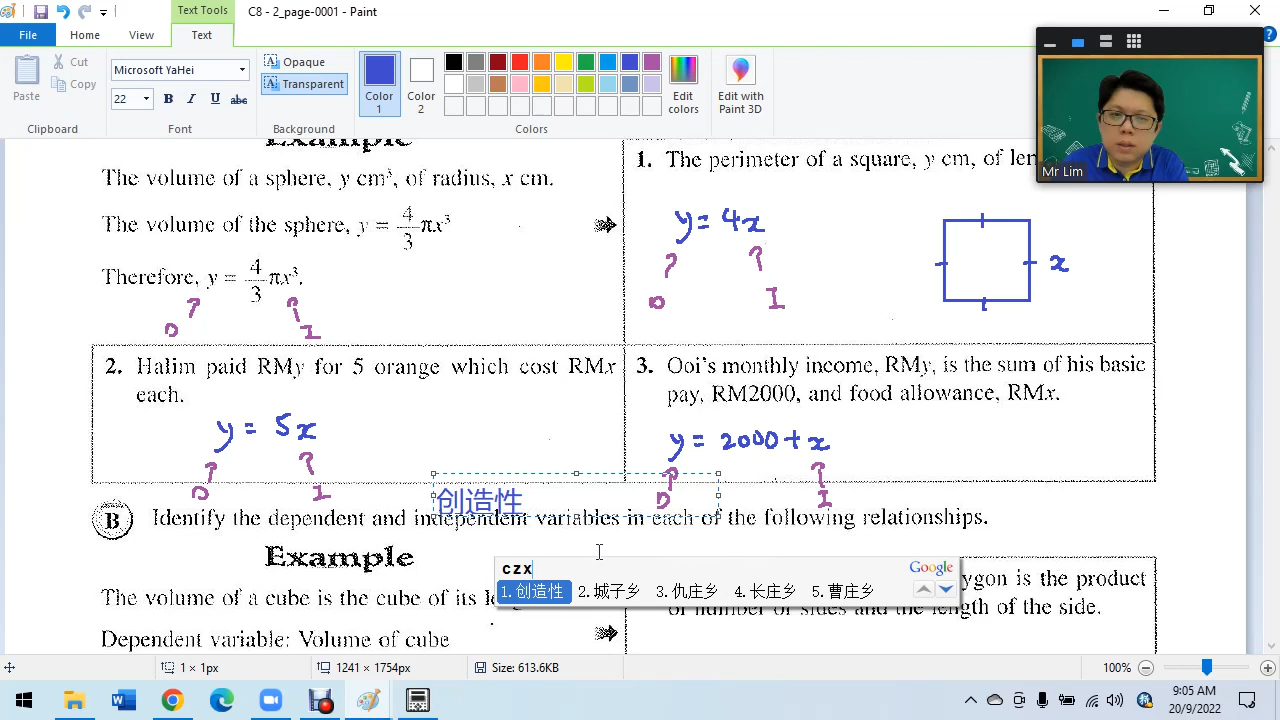 Text Tools
C8 - 2_page-0001 - Paint
File
Home
View
Text
Paste
Cut
Copy
Clipboard
Microsoft YaHei
22
B
I
U
abc
Font
Opaque
Transparent
Background
Color 1
Color 2
Edit colors
Edit with Paint 3D
Colors
Mr Lim
Example
The volume of a sphere, y cm³, of radius, x cm.
The volume of the sphere, y = 4/3 πx³
Therefore, y = 4/3 πx³.
O
I
1. The perimeter of a square, y cm, of
y = 4x
O
I
x
2. Halim paid RMy for 5 orange which cost RMx
each.
y = 5x
O
I
3. Ooi's monthly income, RMy, is the sum of his basic
pay, RM2000, and food allowance, RMx.
y = 2000 + x
O
I
创造性
B Identify the dependent and independent variables in each of the following relationships.
Example
czx
Google
1.创造性 2.城子乡 3.仇庄乡 4.长庄乡 5.曹庄乡
The volume of a cube is the cube of its
Dependent variable: Volume of cube
is the product
of number of sides and the length of the side.
1 × 1px
1241 × 1754px
Size: 613.6KB
100%
9:05 AM
20/9/2022